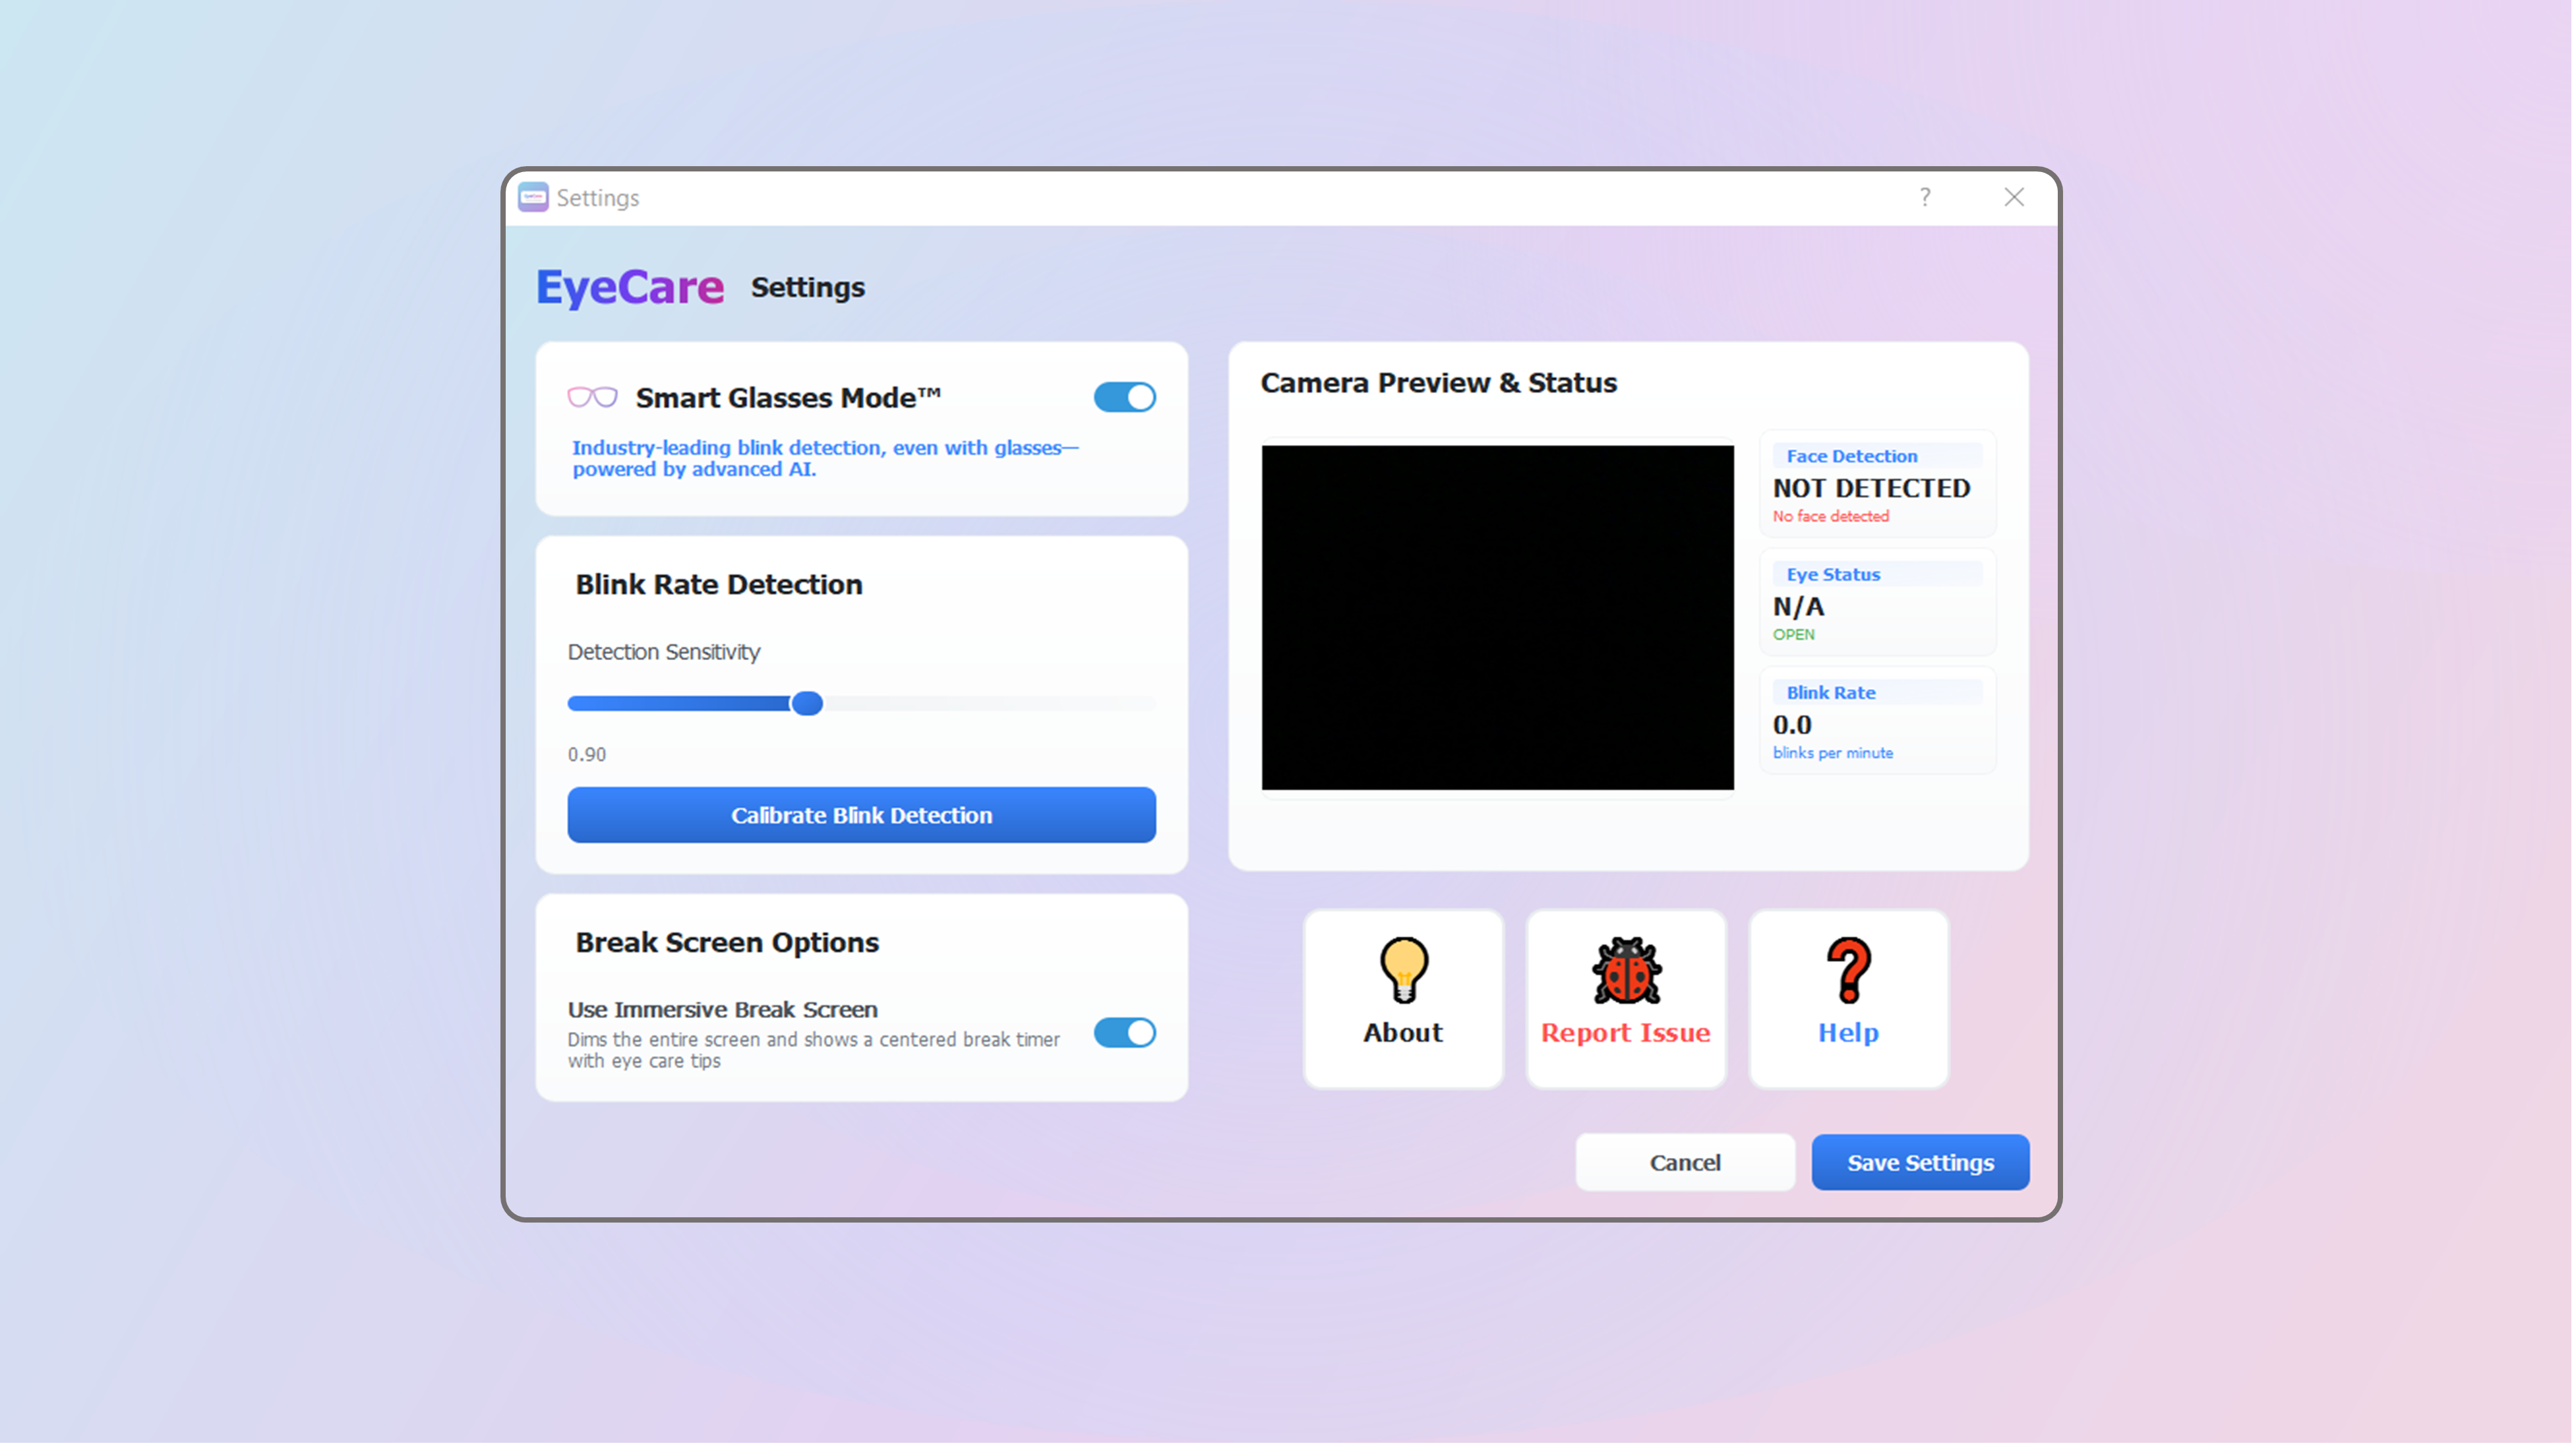 Settings
?
EyeCare Settings
Smart Glasses Mode™
Industry-leading blink detection, even with glasses—
powered by advanced AI.
Blink Rate Detection
Detection Sensitivity
0.90
Calibrate Blink Detection
Break Screen Options
Use Immersive Break Screen
Dims the entire screen and shows a centered break timer
with eye care tips
Camera Preview & Status
Face Detection
NOT DETECTED
No face detected
Eye Status
N/A
OPEN
Blink Rate
0.0
blinks per minute
About
Report Issue
Help
Cancel
Save Settings